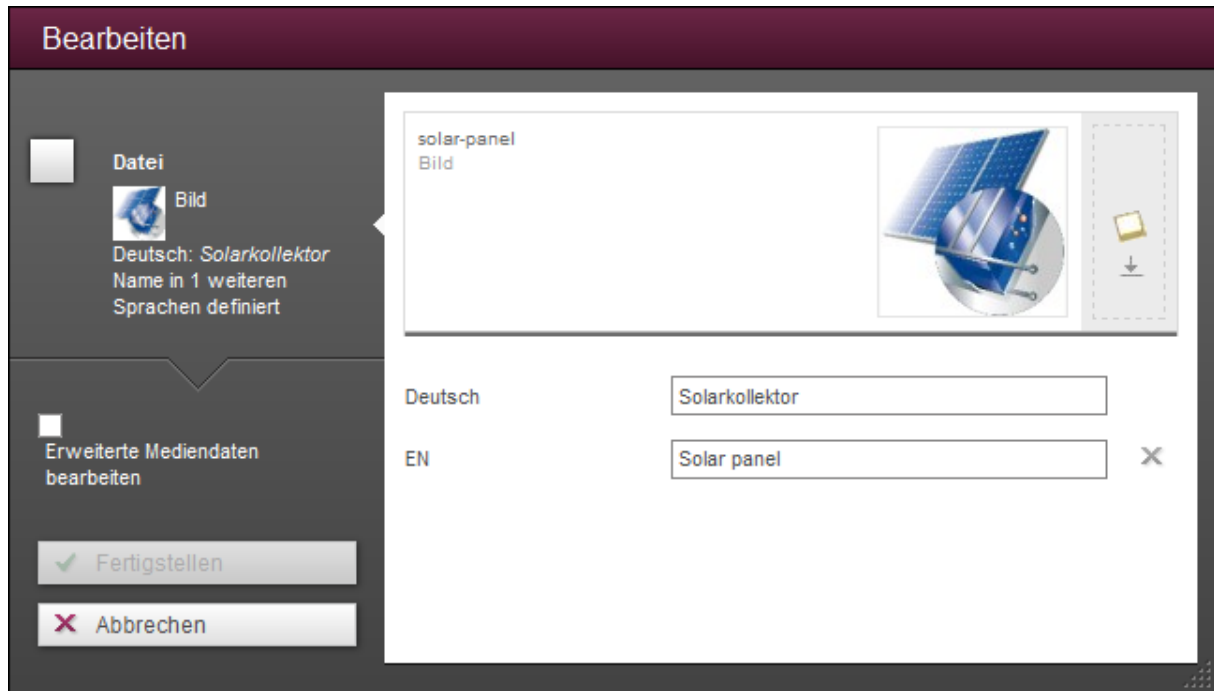 Bearbeiten
Datei
Bild
Deutsch: Solarkollektor
Name in 1 weiteren
Sprachen definiert
Erweiterte Mediendaten
bearbeiten
Fertigstellen
Abbrechen
solar-panel
Bild
Deutsch
Solarkollektor
EN
Solar panel